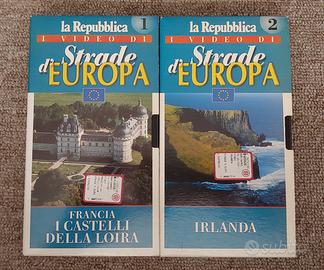 la Repubblica 1
I VIDEO DI
Strade
d'EUROPA
FRANCIA
I CASTELLI
DELLA LOIRA
la Repubblica 2
I VIDEO DI
Strade
d'EUROPA
IRLANDA
subito